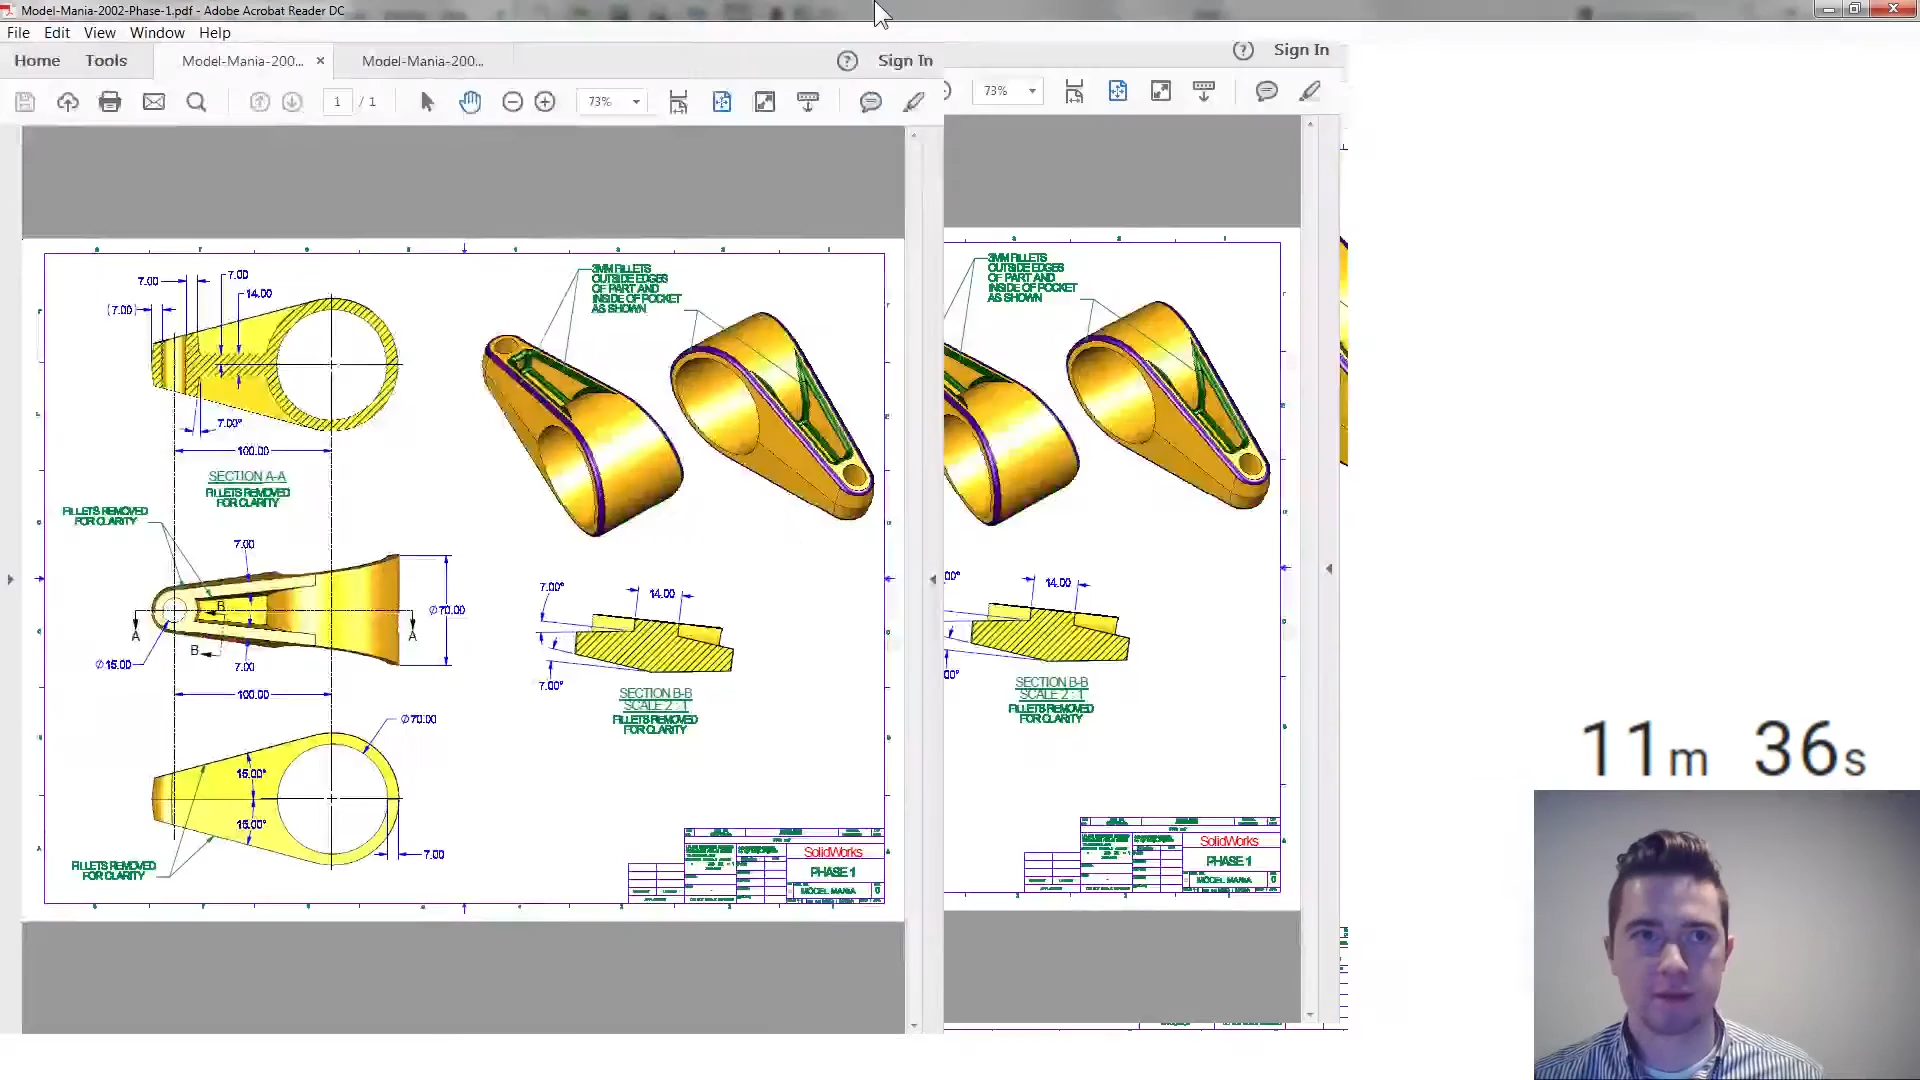 Model-Mania-2002-Phase-1.pdf - Adobe Acrobat Reader DC
File Edit View Window Help
Home Tools Model-Mania-200... × Model-Mania-200... ? Sign In
1 / 1 73%
? Sign In
73%
7.00
7.00
14.00
(7.00)
7.00°
100.00
SECTION A-A
FILLETS REMOVED
FOR CLARITY
FILLETS REMOVED
FOR CLARITY
7.00
B
A
A
B
Ø70.00
Ø15.00
7.00
100.00
Ø70.00
15.00°
15.00°
7.00
FILLETS REMOVED
FOR CLARITY
3MM FILLETS
OUTSIDE EDGES
OF PART AND
INSIDE OF POCKET
AS SHOWN
7.00°
14.00
7.00°
SECTION B-B
SCALE 2 : 1
FILLETS REMOVED
FOR CLARITY
SolidWorks
PHASE 1
MODEL MANIA
0
3MM FILLETS
OUTSIDE EDGES
OF PART AND
INSIDE OF POCKET
AS SHOWN
14.00
SECTION B-B
SCALE 2 : 1
FILLETS REMOVED
FOR CLARITY
SolidWorks
PHASE 1
MODEL MANIA
0
11m 36s